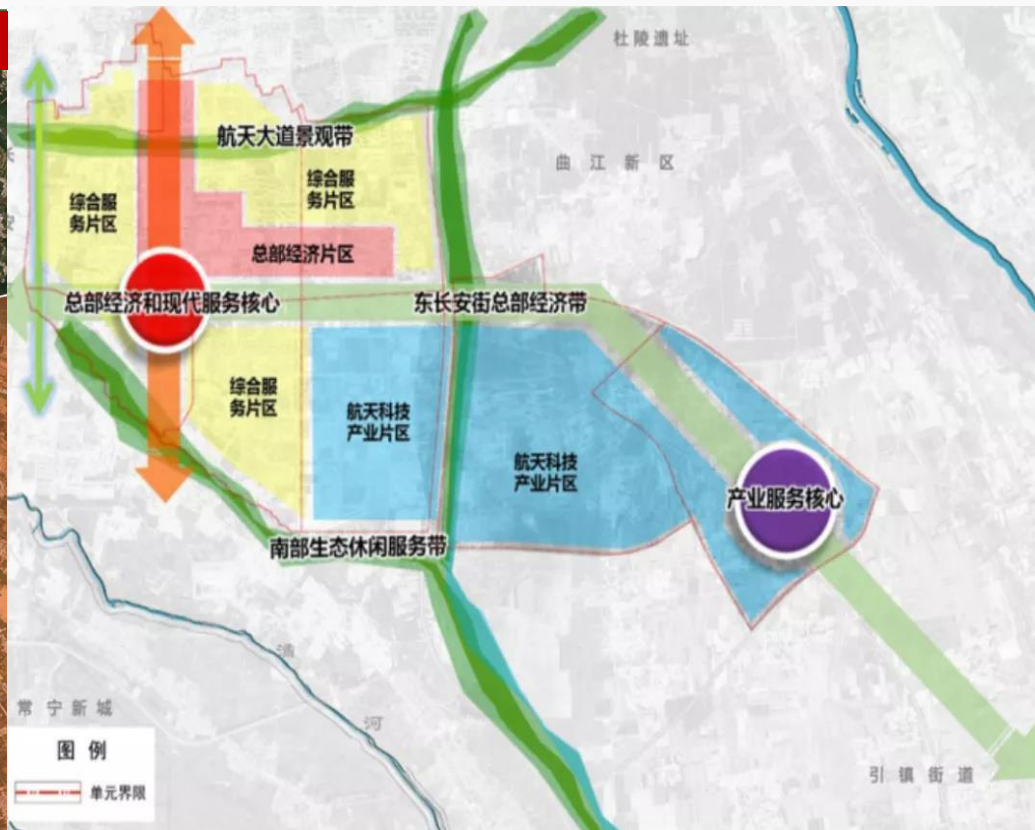 杜陵遗址
航天大道景观带
曲江新区
综合服
务片区
综合服
务片区
总部经济片区
总部经济和现代服务核心
东长安街总部经济带
综合服
务片区
航天科技
产业片区
航天科技
产业片区
产业服务核心
南部生态休闲服务带
河
常宁新城
图例
单元界限
引镇街道